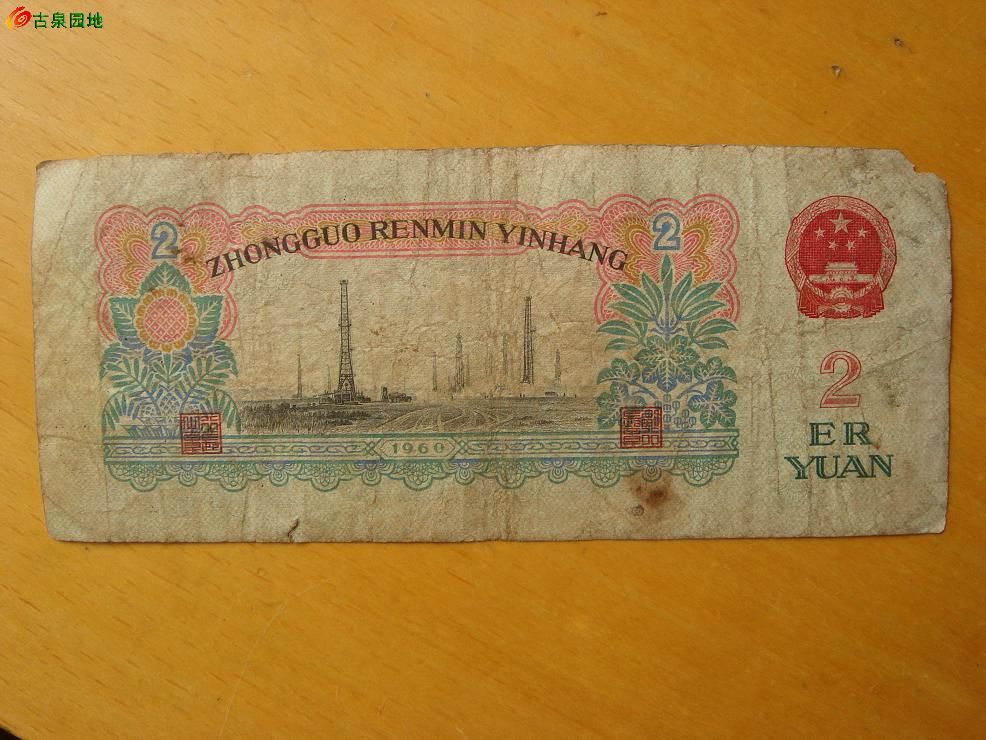 古泉园地
2
2
ZHONGGUO RENMIN YINHANG
2
ER
YUAN
1960